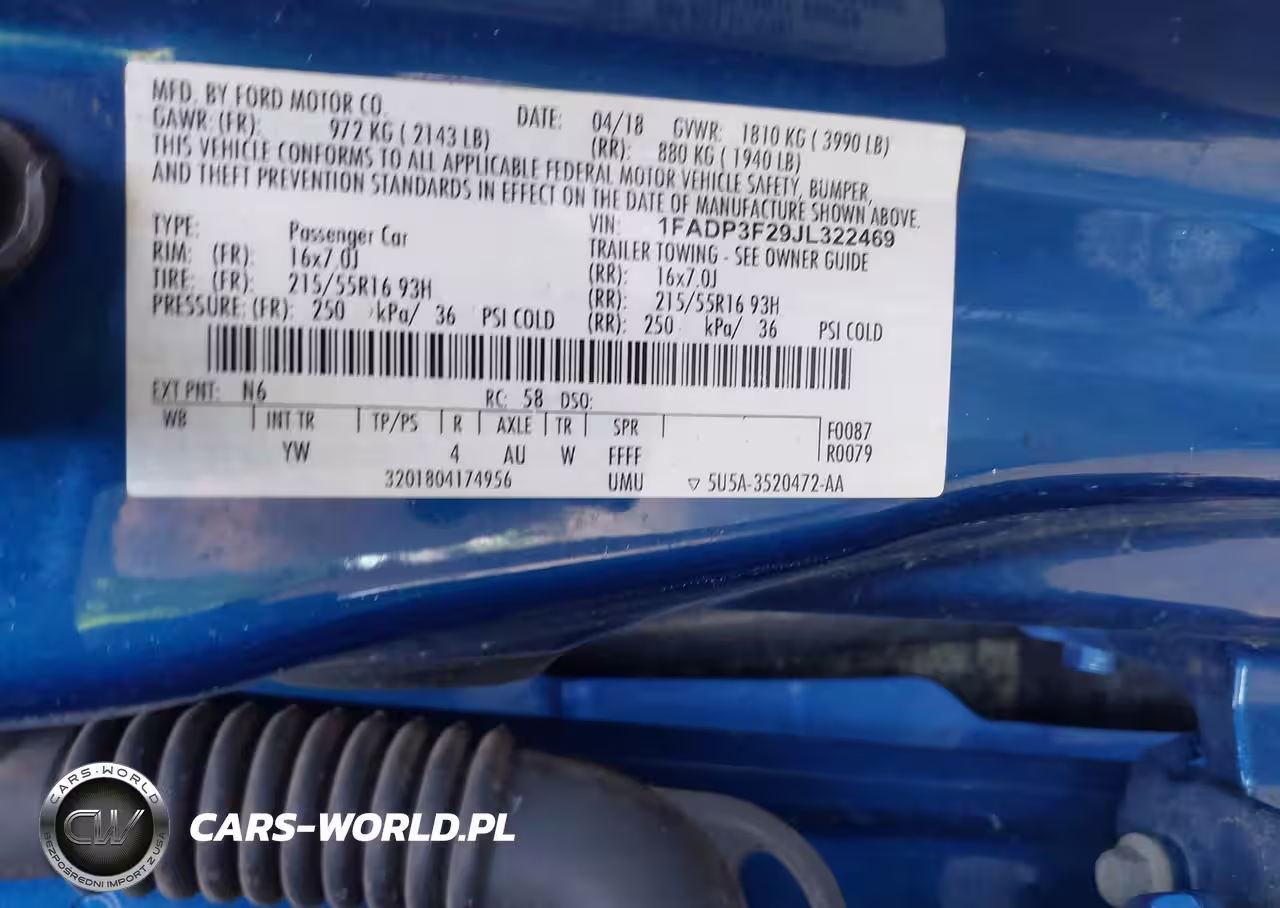 MFD. BY FORD MOTOR CO. DATE: 04/18 GVWR: 1810 KG ( 3990 LB)
GAWR: (FR): 972 KG ( 2143 LB) (RR): 880 KG ( 1940 LB)
THIS VEHICLE CONFORMS TO ALL APPLICABLE FEDERAL MOTOR VEHICLE SAFETY, BUMPER,
AND THEFT PREVENTION STANDARDS IN EFFECT ON THE DATE OF MANUFACTURE SHOWN ABOVE.
VIN: 1FADP3F29JL322469
TYPE: Passenger Car TRAILER TOWING - SEE OWNER GUIDE
RIM: (FR): 16x7.0J (RR): 16x7.0J
TIRE: (FR): 215/55R16 93H (RR): 215/55R16 93H
PRESSURE: (FR): 250 kPa/ 36 PSI COLD (RR): 250 kPa/ 36 PSI COLD
EXT PNT: N6 RC: 58 DSO:
WB INT TR TP/PS R AXLE TR SPR F0087
YW 4 AU W FFFF R0079
3201804174956 UMU ▽ 5U5A-3520472-AA
CARS-WORLD
CW
BEZPOŚREDNI IMPORT Z USA
CARS-WORLD.PL